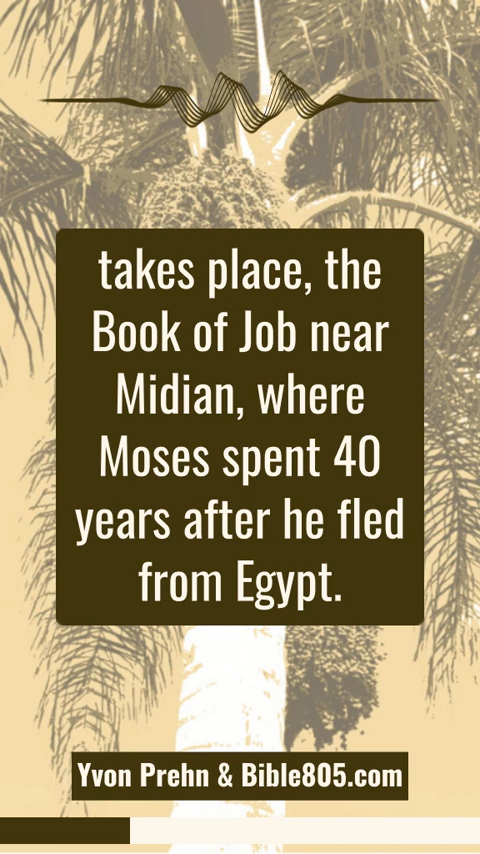 takes place, the
Book of Job near
Midian, where
Moses spent 40
years after he fled
from Egypt.
Yvon Prehn & Bible805.com